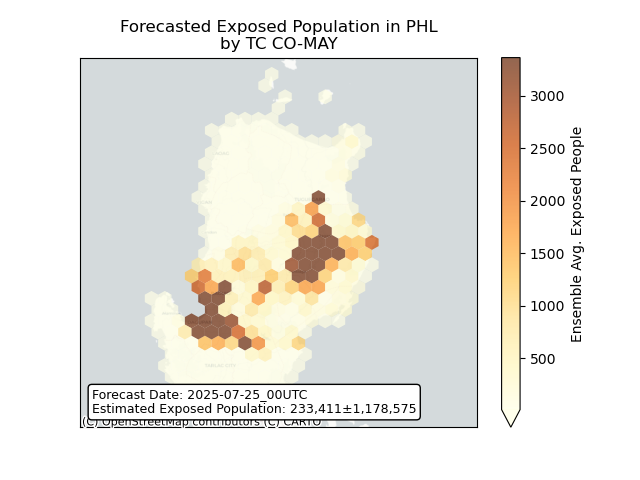 Forecasted Exposed Population in PHL
by TC CO-MAY
3000
2500
2000
1500
1000
500
Ensemble Avg. Exposed People
Forecast Date: 2025-07-25_00UTC
Estimated Exposed Population: 233,411±1,178,575
(C) OpenStreetMap contributors (C) CARTO